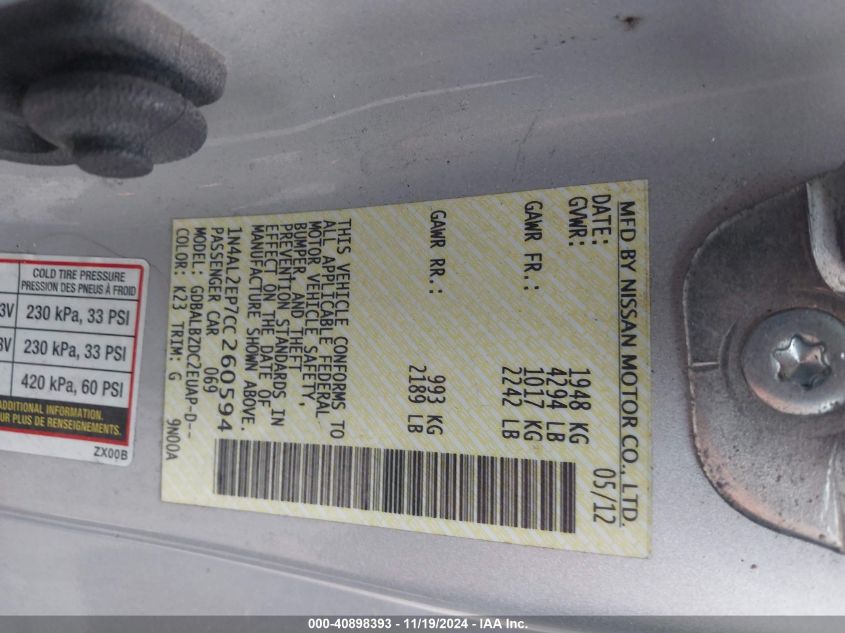 MFD BY NISSAN MOTOR CO., LTD.
DATE: 05/12
GVWR: 1948 KG
4294 LB
GAWR FR.: 1017 KG
2242 LB
GAWR RR.: 993 KG
2189 LB
THIS VEHICLE CONFORMS TO
ALL APPLICABLE FEDERAL
MOTOR VEHICLE SAFETY,
BUMPER, AND THEFT
PREVENTION STANDARDS IN
EFFECT ON THE DATE OF
MANUFACTURE SHOWN ABOVE.
1N4AL2EP7CC260594
PASSENGER CAR 069
MODEL: GDBALBZDC2EUAP-D--
COLOR: K23 TRIM: G 9N00A
COLD TIRE PRESSURE
PRESSION DES PNEUS À FROID
3V 230 kPa, 33 PSI
3V 230 kPa, 33 PSI
420 kPa, 60 PSI
ADDITIONAL INFORMATION.
UR PLUS DE RENSEIGNEMENTS.
ZX00B
000-40898393 - 11/19/2024 - IAA Inc.